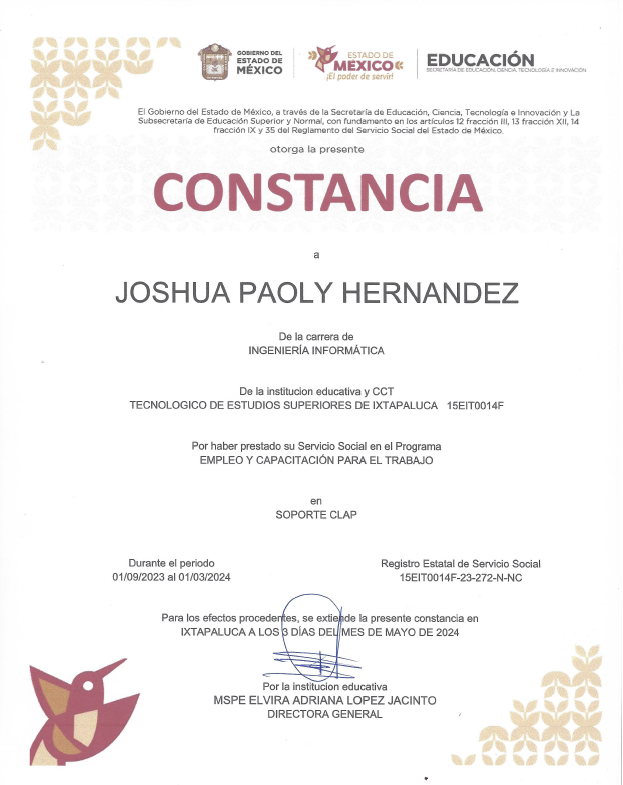 GOBIERNO DEL
ESTADO DE
MÉXICO
ESTADO DE
MÉXICO
¡El poder de servir!
EDUCACIÓN
SECRETARÍA DE EDUCACIÓN, CIENCIA, TECNOLOGÍA E INNOVACIÓN
El Gobierno del Estado de México, a través de la Secretaría de Educación, Ciencia, Tecnología e Innovación y La
Subsecretaría de Educación Superior y Normal, con fundamento en los artículos 12 fracción III, 13 fracción XII, 14
fracción IX y 35 del Reglamento del Servicio Social del Estado de México.
otorga la presente
CONSTANCIA
a
JOSHUA PAOLY HERNANDEZ
De la carrera de
INGENIERÍA INFORMÁTICA
De la institucion educativa y CCT
TECNOLOGICO DE ESTUDIOS SUPERIORES DE IXTAPALUCA 15EIT0014F
Por haber prestado su Servicio Social en el Programa
EMPLEO Y CAPACITACIÓN PARA EL TRABAJO
en
SOPORTE CLAP
Durante el periodo
01/09/2023 al 01/03/2024
Registro Estatal de Servicio Social
15EIT0014F-23-272-N-NC
Para los efectos procedentes, se extiende la presente constancia en
IXTAPALUCA A LOS 3 DÍAS DEL MES DE MAYO DE 2024
Por la institucion educativa
MSPE ELVIRA ADRIANA LOPEZ JACINTO
DIRECTORA GENERAL